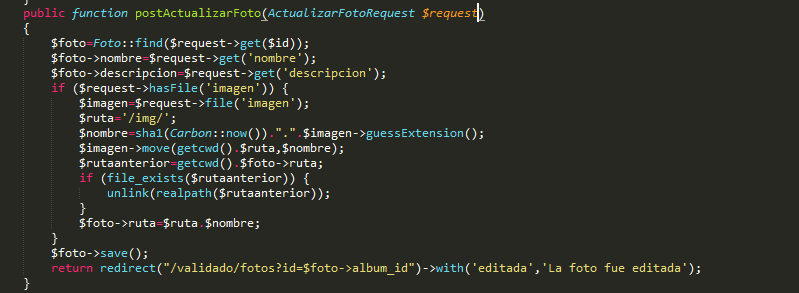 public function postActualizarFoto(ActualizarFotoRequest $request)
{
$foto=Foto::find($request->get($id));
$foto->nombre=$request->get('nombre');
$foto->descripcion=$request->get('descripcion');
if ($request->hasFile('imagen')) {
$imagen=$request->file('imagen');
$ruta='/img/';
$nombre=sha1(Carbon::now()).".".$imagen->guessExtension();
$imagen->move(getcwd().$ruta,$nombre);
$rutaanterior=getcwd().$foto->ruta;
if (file_exists($rutaanterior)) {
unlink(realpath($rutaanterior));
}
$foto->ruta=$ruta.$nombre;
}
$foto->save();
return redirect("/validado/fotos?id=$foto->album_id")->with('editada','La foto fue editada');
}